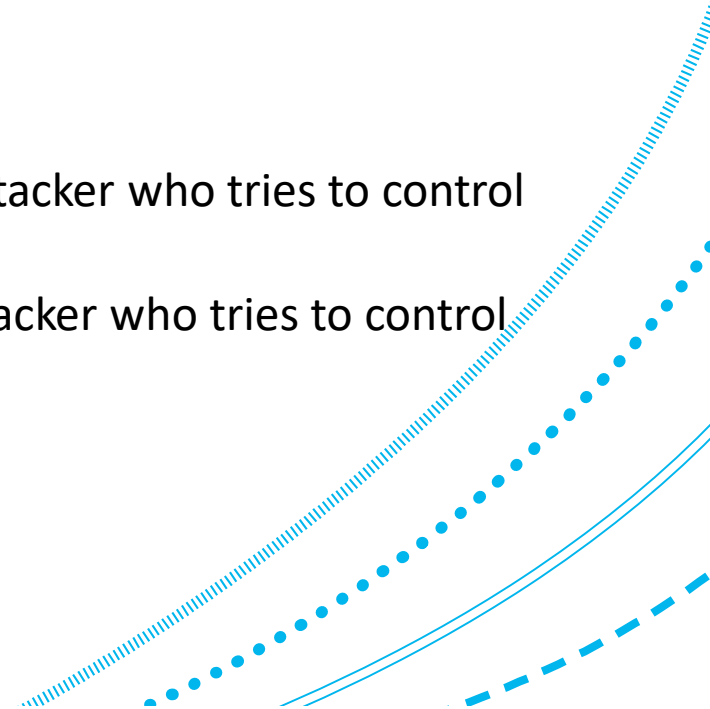 tacker who tries to control
acker who tries to control